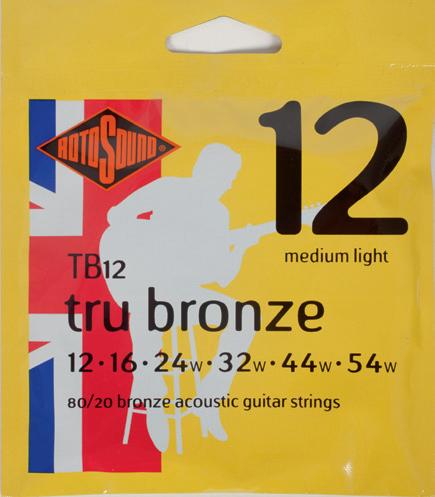 ROTOSOUND®
12
medium light
TB12
tru bronze
12・16・24w・32w・44w・54w
80/20 bronze acoustic guitar strings